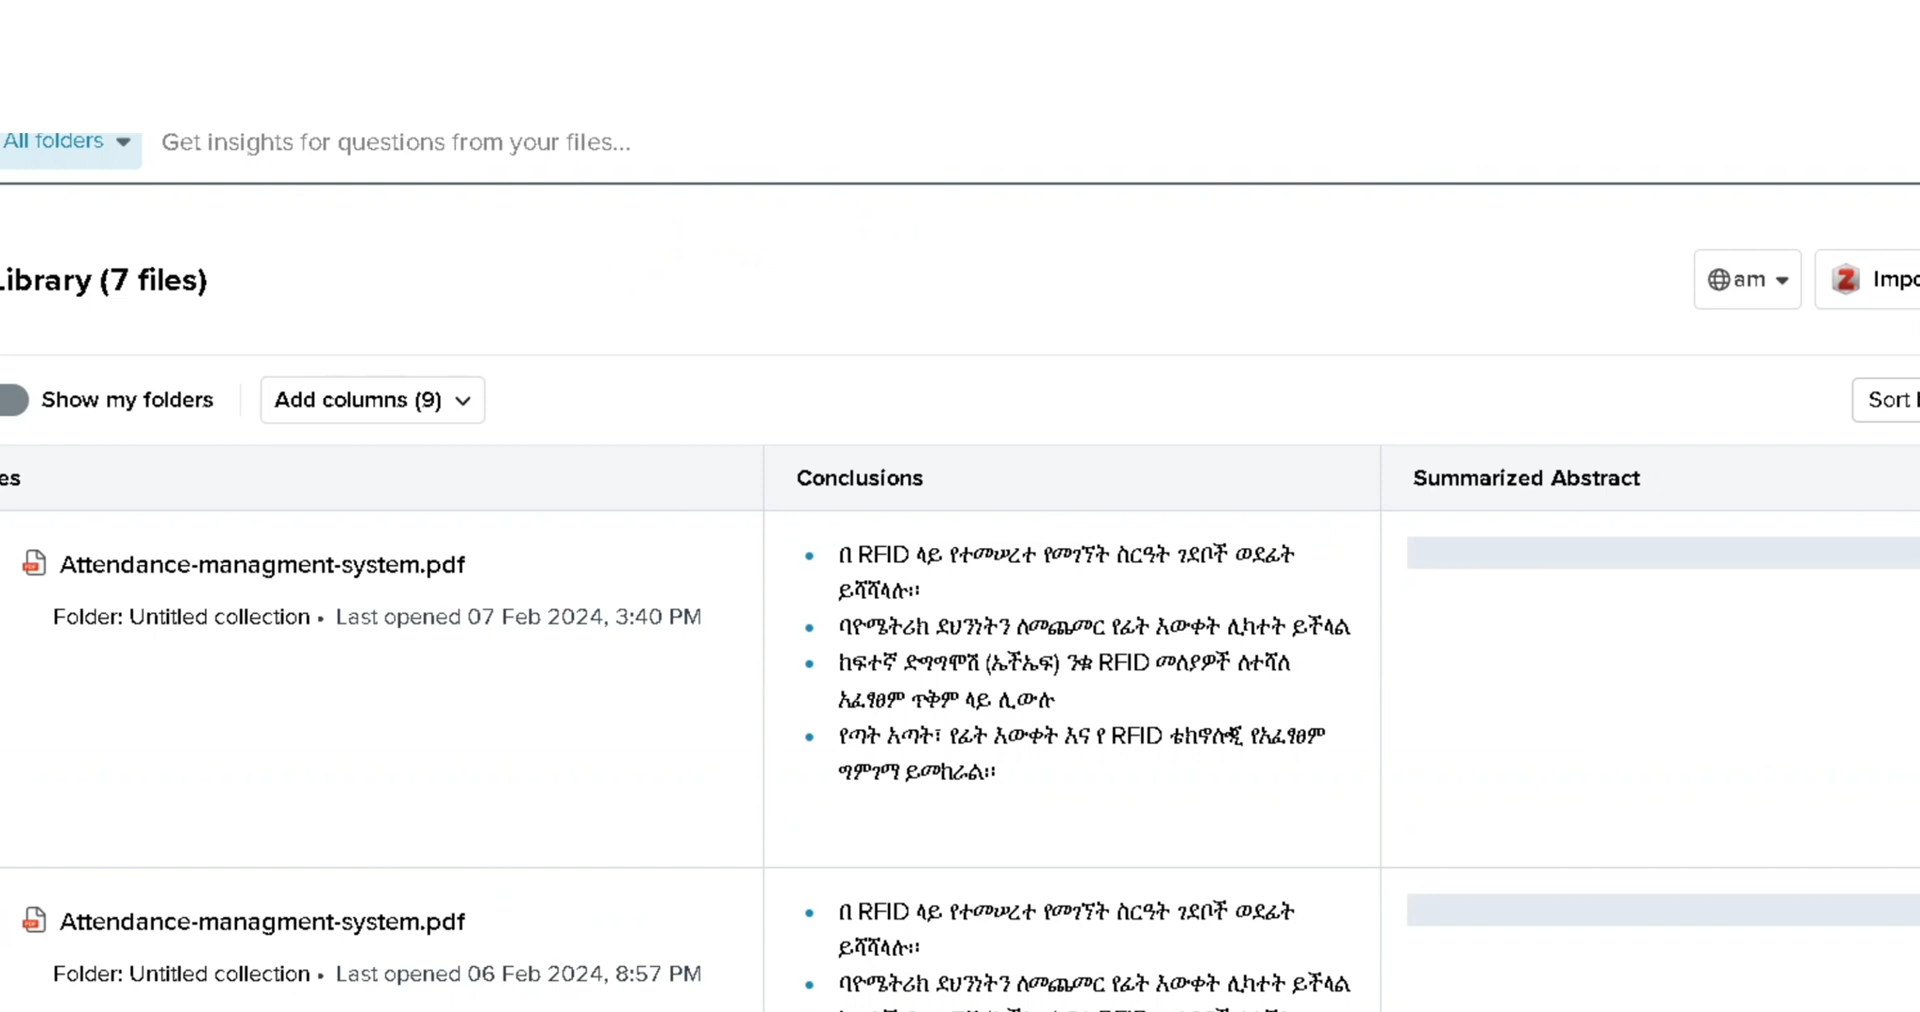 All folders
Get insights for questions from your files...
Library (7 files)
am
Impo
Show my folders
Add columns (9)
Sort
es
Conclusions
Summarized Abstract
Attendance-managment-system.pdf
Folder: Untitled collection • Last opened 07 Feb 2024, 3:40 PM
• በ RFID ላይ የተመሠረተ የመገኘት ስርዓት ገደቦች ወደፊት
ይሻሻላሉ።
• ባዮሜትሪክ ደህንነትን ለመጨመር የፊት እውቀት ሊካተት ይችላል
• ከፍተኛ ድግግሞሽ (ኤችኤፍ) ንቁ RFID መለያዎች ለተሻለ
አፈፃፀም ጥቅም ላይ ሊውሉ
• የጣት አጣት፣ የፊት እውቀት እና የ RFID ቴክኖሎጂ የአፈፃፀም
ግምገማ ይመከራል።
Attendance-managment-system.pdf
Folder: Untitled collection • Last opened 06 Feb 2024, 8:57 PM
• በ RFID ላይ የተመሠረተ የመገኘት ስርዓት ገደቦች ወደፊት
ይሻሻላሉ።
• ባዮሜትሪክ ደህንነትን ለመጨመር የፊት እውቀት ሊካተት ይችላል